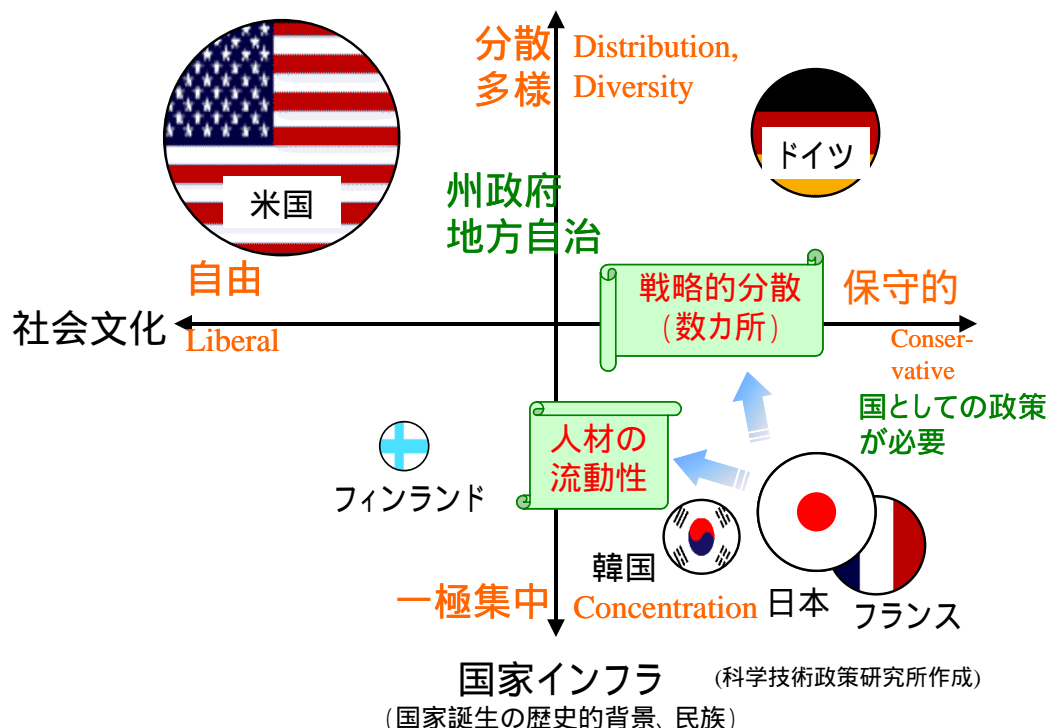 分散
多様
Distribution,
Diversity
ドイツ
米国
州政府
地方自治
自由
戦略的分散
(数カ所)
保守的
社会文化
Liberal
Conser-
vative
国としての政策
が必要
人材の
流動性
フィンランド
韓国
日本
フランス
一極集中
Concentration
国家インフラ
(科学技術政策研究所作成)
(国家誕生の歴史的背景、民族)